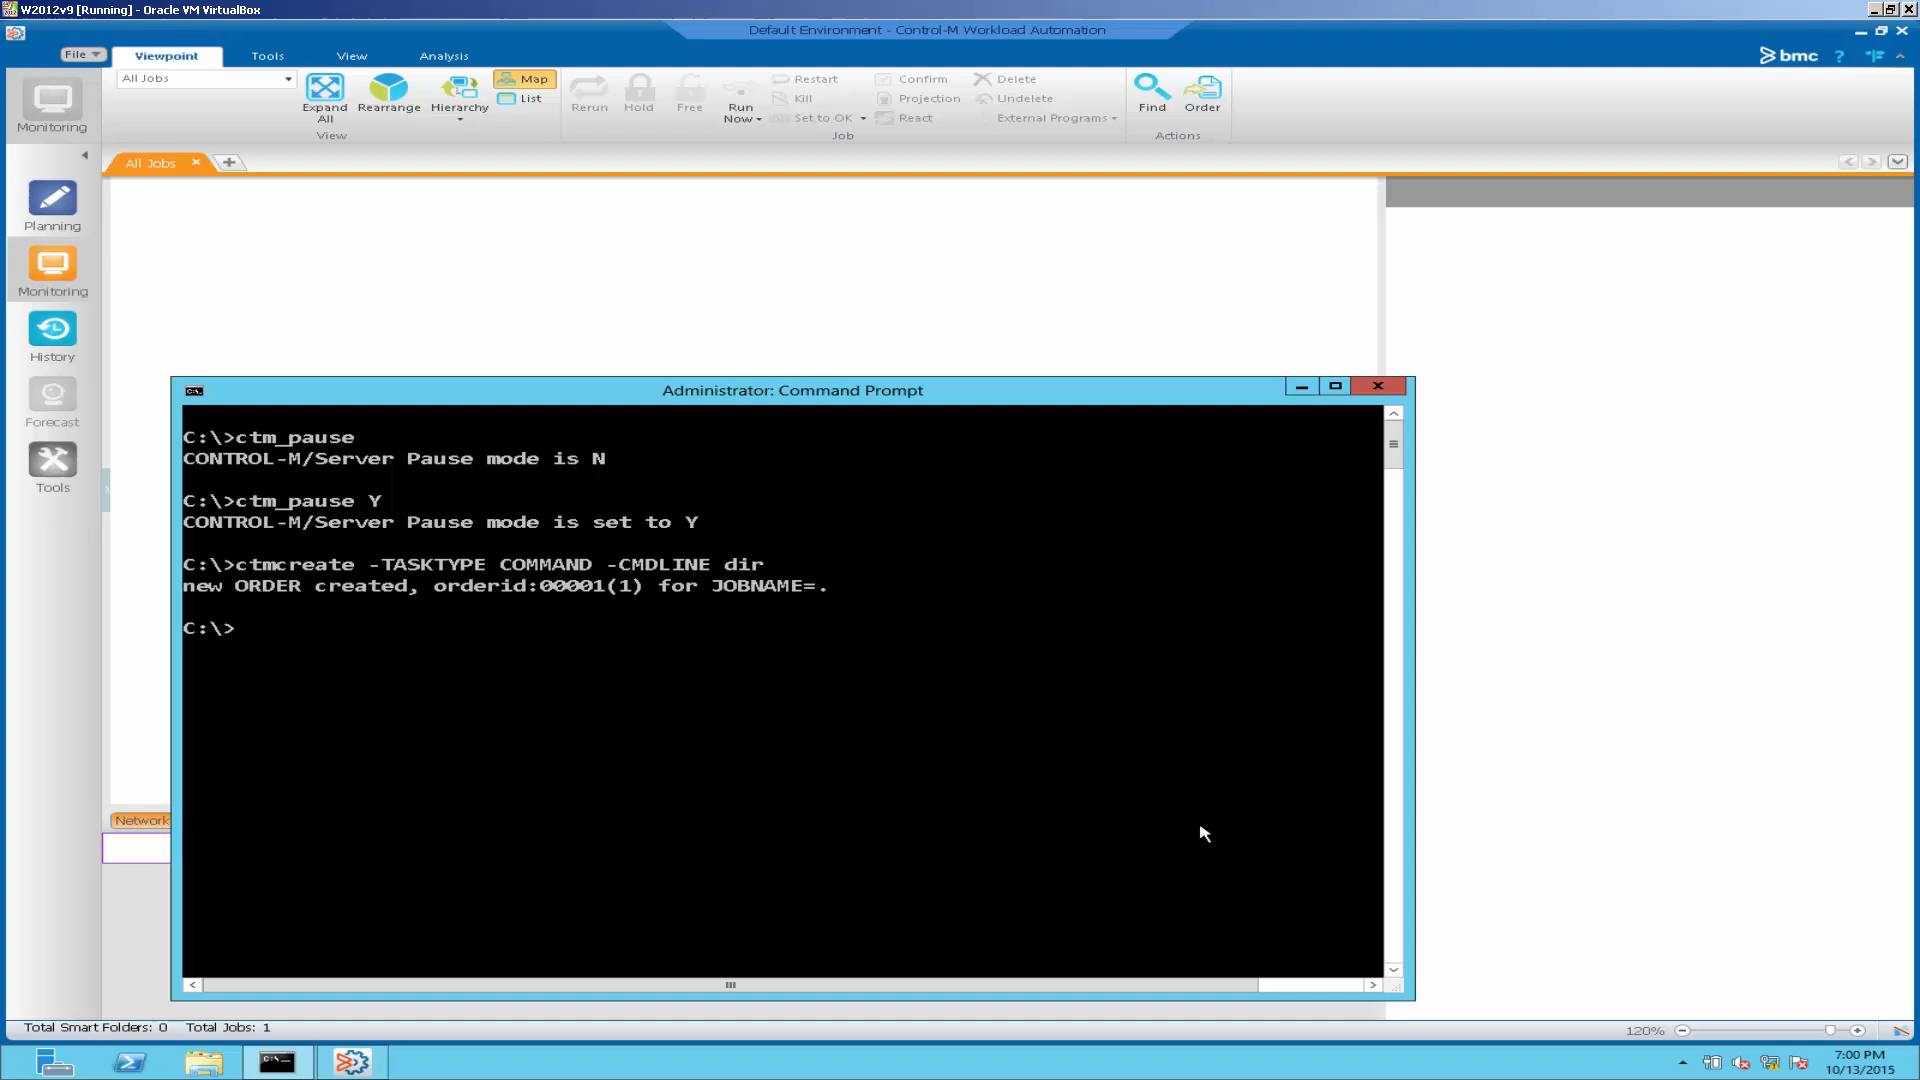 W2012v9 [Running] - Oracle VM VirtualBox
Default Environment - Control-M Workload Automation
File
Viewpoint
Tools
View
Analysis
bmc
?
Monitoring
All Jobs
Expand All
Rearrange
Hierarchy
Map
List
View
Rerun
Hold
Free
Run Now
Restart
Kill
Set to OK
Confirm
Projection
React
Delete
Undelete
External Programs
Job
Find
Order
Actions
All Jobs
Planning
Monitoring
History
Forecast
Tools
Administrator: Command Prompt
C:\>ctm_pause
CONTROL-M/Server Pause mode is N
C:\>ctm_pause Y
CONTROL-M/Server Pause mode is set to Y
C:\>ctmcreate -TASKTYPE COMMAND -CMDLINE dir
new ORDER created, orderid:00001(1) for JOBNAME=.
C:\>
Network
Total Smart Folders: 0 Total Jobs: 1
120%
7:00 PM
10/13/2015